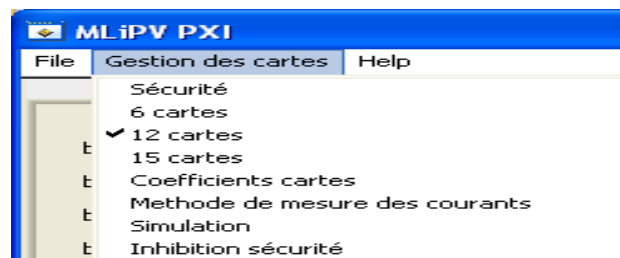 MLiPV PXI
File Gestion des cartes Help
Sécurité
6 cartes
12 cartes
15 cartes
Coefficients cartes
Methode de mesure des courants
Simulation
Inhibition sécurité